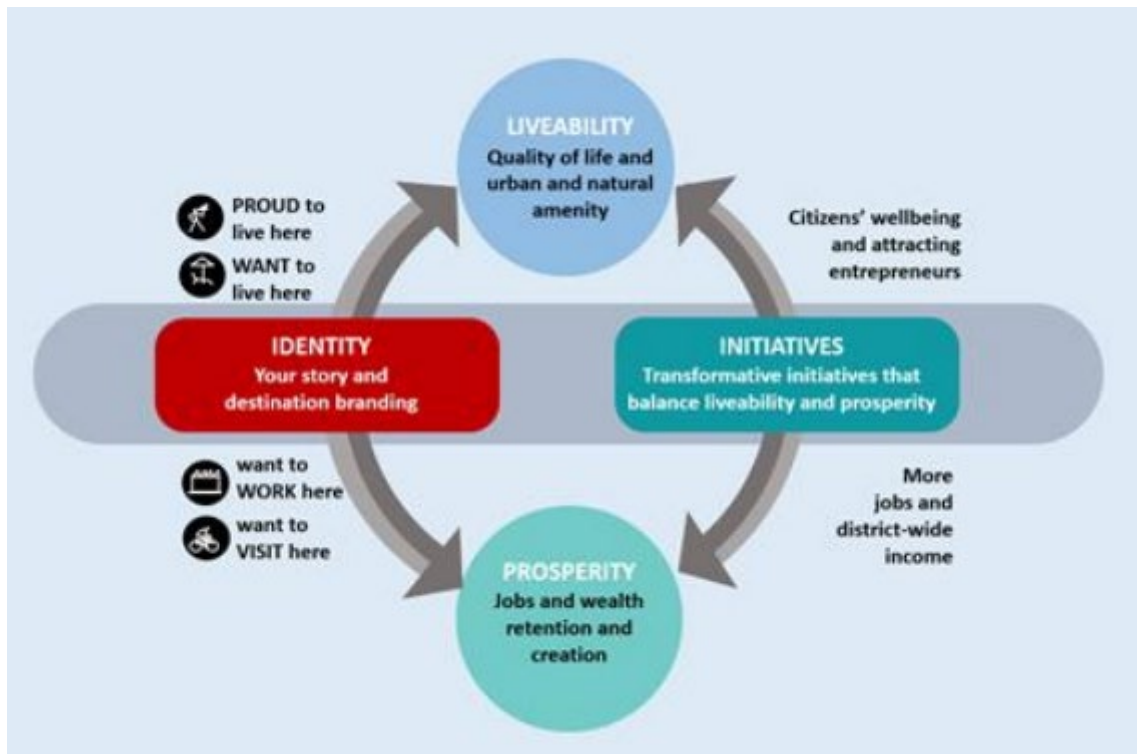 LIVEABILITY
Quality of life and
urban and natural
amenity
PROUD to
live here
WANT to
live here
Citizens' wellbeing
and attracting
entrepreneurs
IDENTITY
Your story and
destination branding
INITIATIVES
Transformative initiatives that
balance liveability and prosperity
want to
WORK here
want to
VISIT here
More
jobs and
district-wide
income
PROSPERITY
Jobs and wealth
retention and
creation